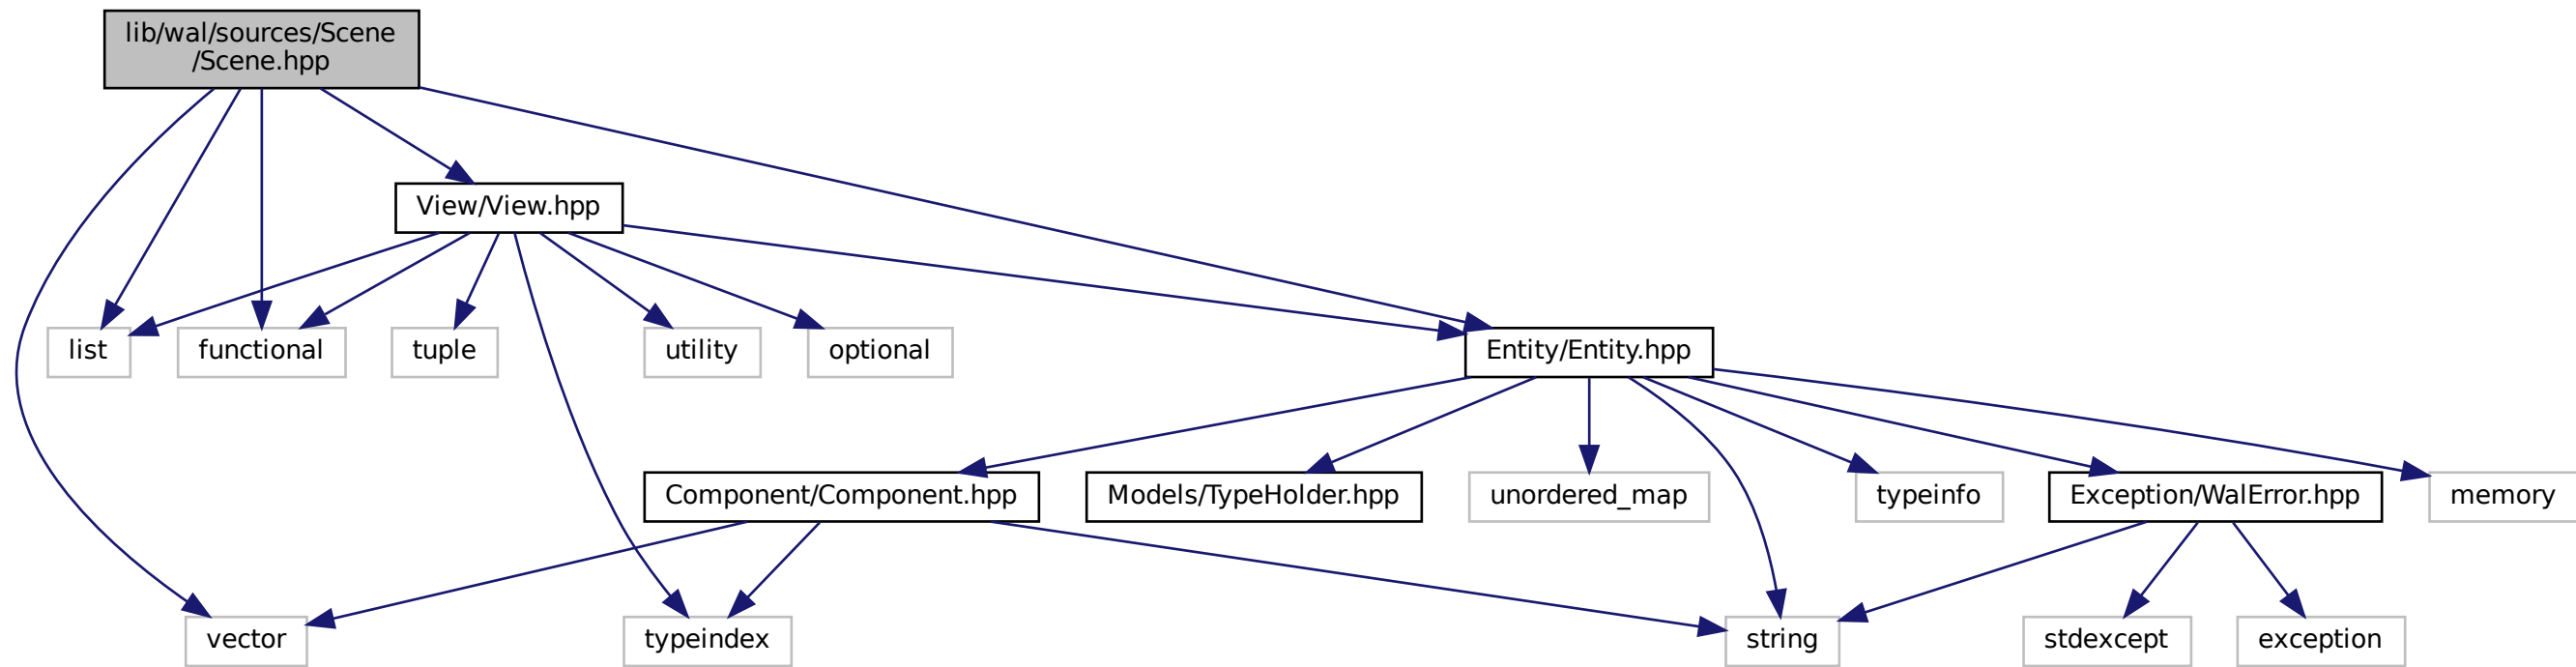 lib/wal/sources/Scene
/Scene.hpp
View/View.hpp
list
functional
tuple
utility
optional
Entity/Entity.hpp
Component/Component.hpp
Models/TypeHolder.hpp
unordered_map
typeinfo
Exception/WalError.hpp
memory
vector
typeindex
string
stdexcept
exception